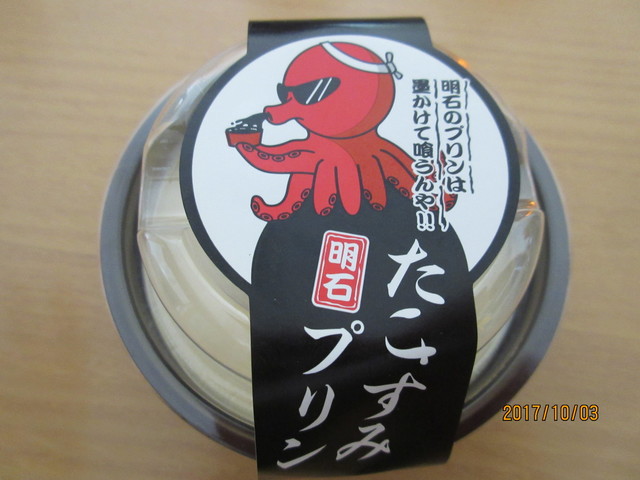 明石のプリンは
墨かけて喰うんや!!
たこすみ
明石
プリン
2017/10/03